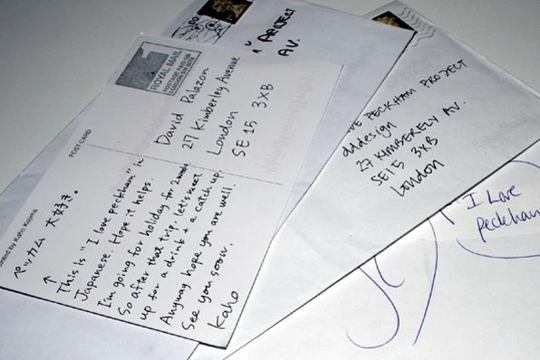 POST CARD
ROYAL MAIL
David Palazon
27 Kimberley Avenue
London
SE 15 3XB
ペッカム 大好き。
↑
This is "I love peckham" in
Japanese. Hope it helps.
I'm going for holiday for 2 weeks
So after that trip, let's meet
up for a drink + a catch up.
Anyway hope you are well.
See you soon.
Kaho
AV.
PECKHAM PROJECT
27 KIMBERLY AV.
SE15 3XB
London
I Love
Peckham